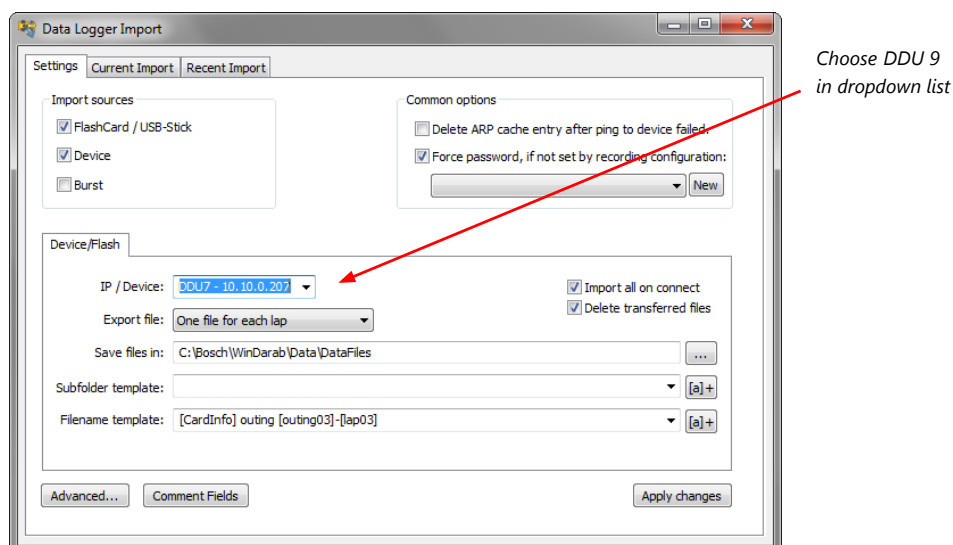 Data Logger Import
Settings Current Import Recent Import
Import sources
FlashCard / USB-Stick
Device
Burst
Common options
Delete ARP cache entry after ping to device failed.
Force password, if not set by recording configuration:
New
Choose DDU 9
in dropdown list
Device/Flash
IP / Device: DDU7 - 10.10.0.207
Import all on connect
Export file: One file for each lap
Delete transferred files
Save files in: C:\Bosch\WinDarab\Data\DataFiles ...
Subfolder template: [a]+
Filename template: [CardInfo] outing [outing03]-[lap03] [a]+
Advanced... Comment Fields Apply changes